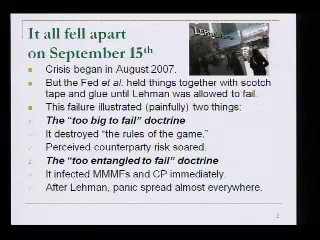 It all fell apart
on September 15th
Crisis began in August 2007.
But the Fed et al. held things together with scotch
tape and glue until Lehman was allowed to fail.
This failure illustrated (painfully) two things:
1. The “too big to fail” doctrine
It destroyed “the rules of the game.”
Perceived counterparty risk soared.
2. The “too entangled to fail” doctrine
It infected MMMFs and CP immediately.
After Lehman, panic spread almost everywhere.